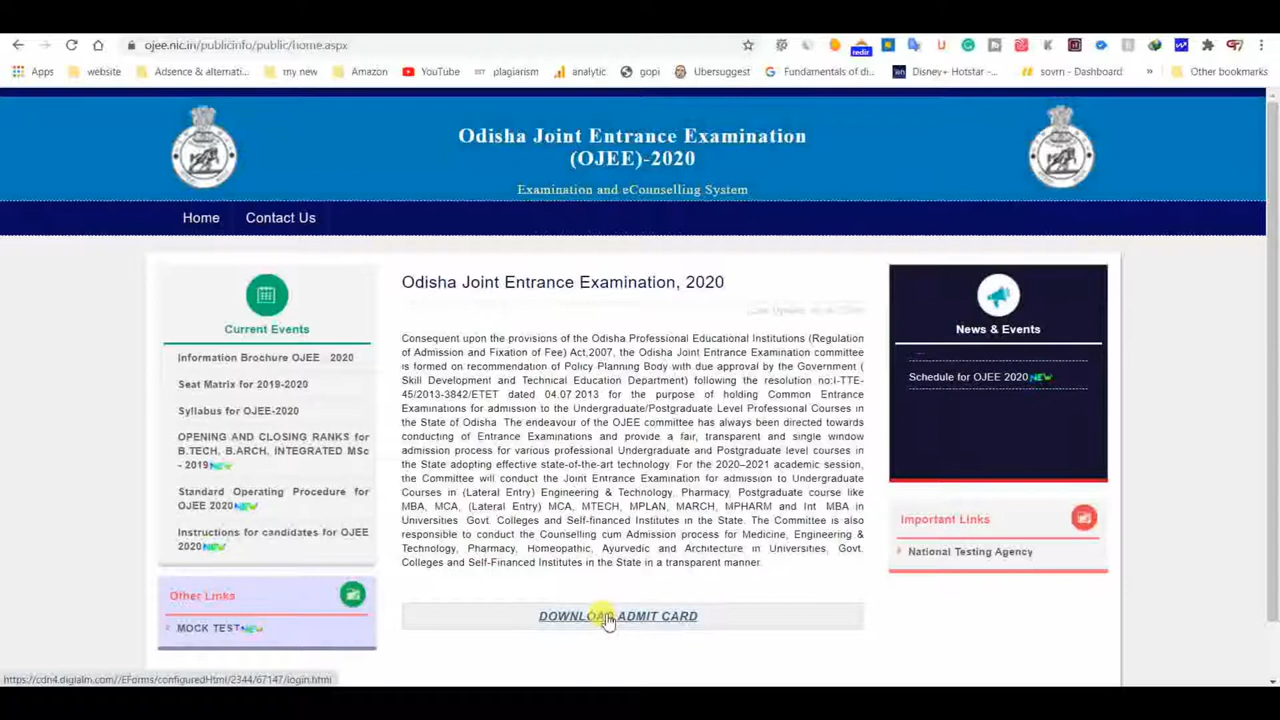 ojee.nic.in/publicinfo/public/home.aspx
redir
Apps
website
Adsence & alternati...
my new
Amazon
YouTube
plagiarism
analytic
gopi
Ubersuggest
Fundamentals of di...
Disney+ Hotstar -...
sovrn - Dashboard
»
Other bookmarks
Odisha Joint Entrance Examination
(OJEE)-2020
Examination and eCounselling System
Home
Contact Us
Current Events
Information Brochure OJEE 2020
Seat Matrix for 2019-2020
Syllabus for OJEE-2020
OPENING AND CLOSING RANKS for
B.TECH, B.ARCH, INTEGRATED MSc
- 2019 NEW
Standard Operating Procedure for
OJEE 2020 NEW
Instructions for candidates for OJEE
2020 NEW
Other Links
MOCK TEST NEW
Odisha Joint Entrance Examination, 2020
Consequent upon the provisions of the Odisha Professional Educational Institutions (Regulation
of Admission and Fixation of Fee) Act,2007, the Odisha Joint Entrance Examination committee
is formed on recommendation of Policy Planning Body with due approval by the Government (
Skill Development and Technical Education Department) following the resolution no:I-TTE-
45/2013-3842/ETET dated 04.07 2013 for the purpose of holding Common Entrance
Examinations for admission to the Undergraduate/Postgraduate Level Professional Courses in
the State of Odisha. The endeavour of the OJEE committee has always been directed towards
conducting of Entrance Examinations and provide a fair, transparent and single window
admission process for various professional Undergraduate and Postgraduate level courses in
the State adopting effective state-of-the-art technology. For the 2020–2021 academic session,
the Committee will conduct the Joint Entrance Examination for admission to Undergraduate
Courses in (Lateral Entry) Engineering & Technology, Pharmacy, Postgraduate course like
MBA, MCA, (Lateral Entry) MCA, MTECH, MPLAN, MARCH, MPHARM and Int. MBA in
Universities Govt. Colleges and Self-financed Institutes in the State. The Committee is also
responsible to conduct the Counselling cum Admission process for Medicine, Engineering &
Technology, Pharmacy, Homeopathic, Ayurvedic and Architecture in Universities, Govt.
Colleges and Self-Financed Institutes in the State in a transparent manner.
DOWNLOAD ADMIT CARD
News & Events
Schedule for OJEE 2020 NEW
Important Links
National Testing Agency
https://cdn4.digialm.com//EForms/configuredHtml/2344/67147/login.html